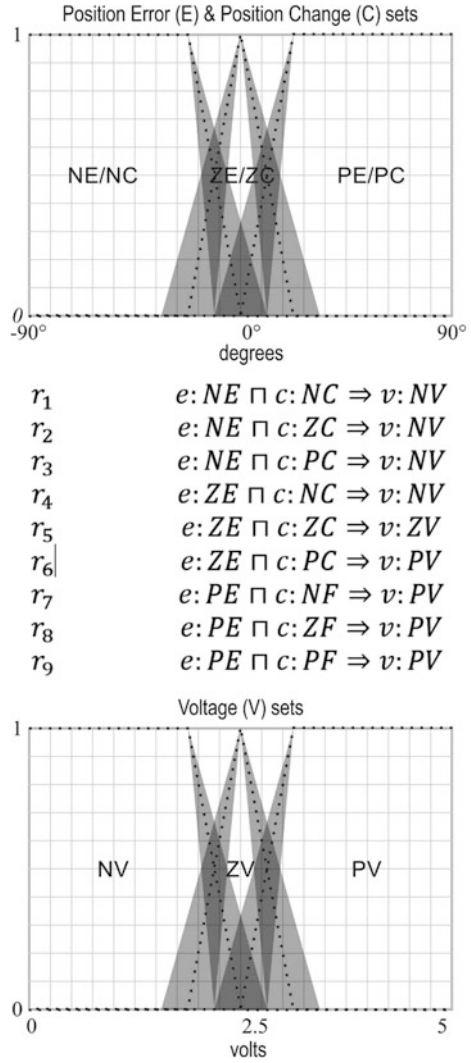 Position Error (E) & Position Change (C) sets
1
NE/NC ZE/ZC PE/PC
0
-90° 0° 90°
degrees
r₁ e: NE ⊓ c: NC ⇒ v: NV
r₂ e: NE ⊓ c: ZC ⇒ v: NV
r₃ e: NE ⊓ c: PC ⇒ v: NV
r₄ e: ZE ⊓ c: NC ⇒ v: NV
r₅ e: ZE ⊓ c: ZC ⇒ v: ZV
r₆ e: ZE ⊓ c: PC ⇒ v: PV
r₇ e: PE ⊓ c: NF ⇒ v: PV
r₈ e: PE ⊓ c: ZF ⇒ v: PV
r₉ e: PE ⊓ c: PF ⇒ v: PV
Voltage (V) sets
1
NV ZV PV
0
0 2.5 5
volts